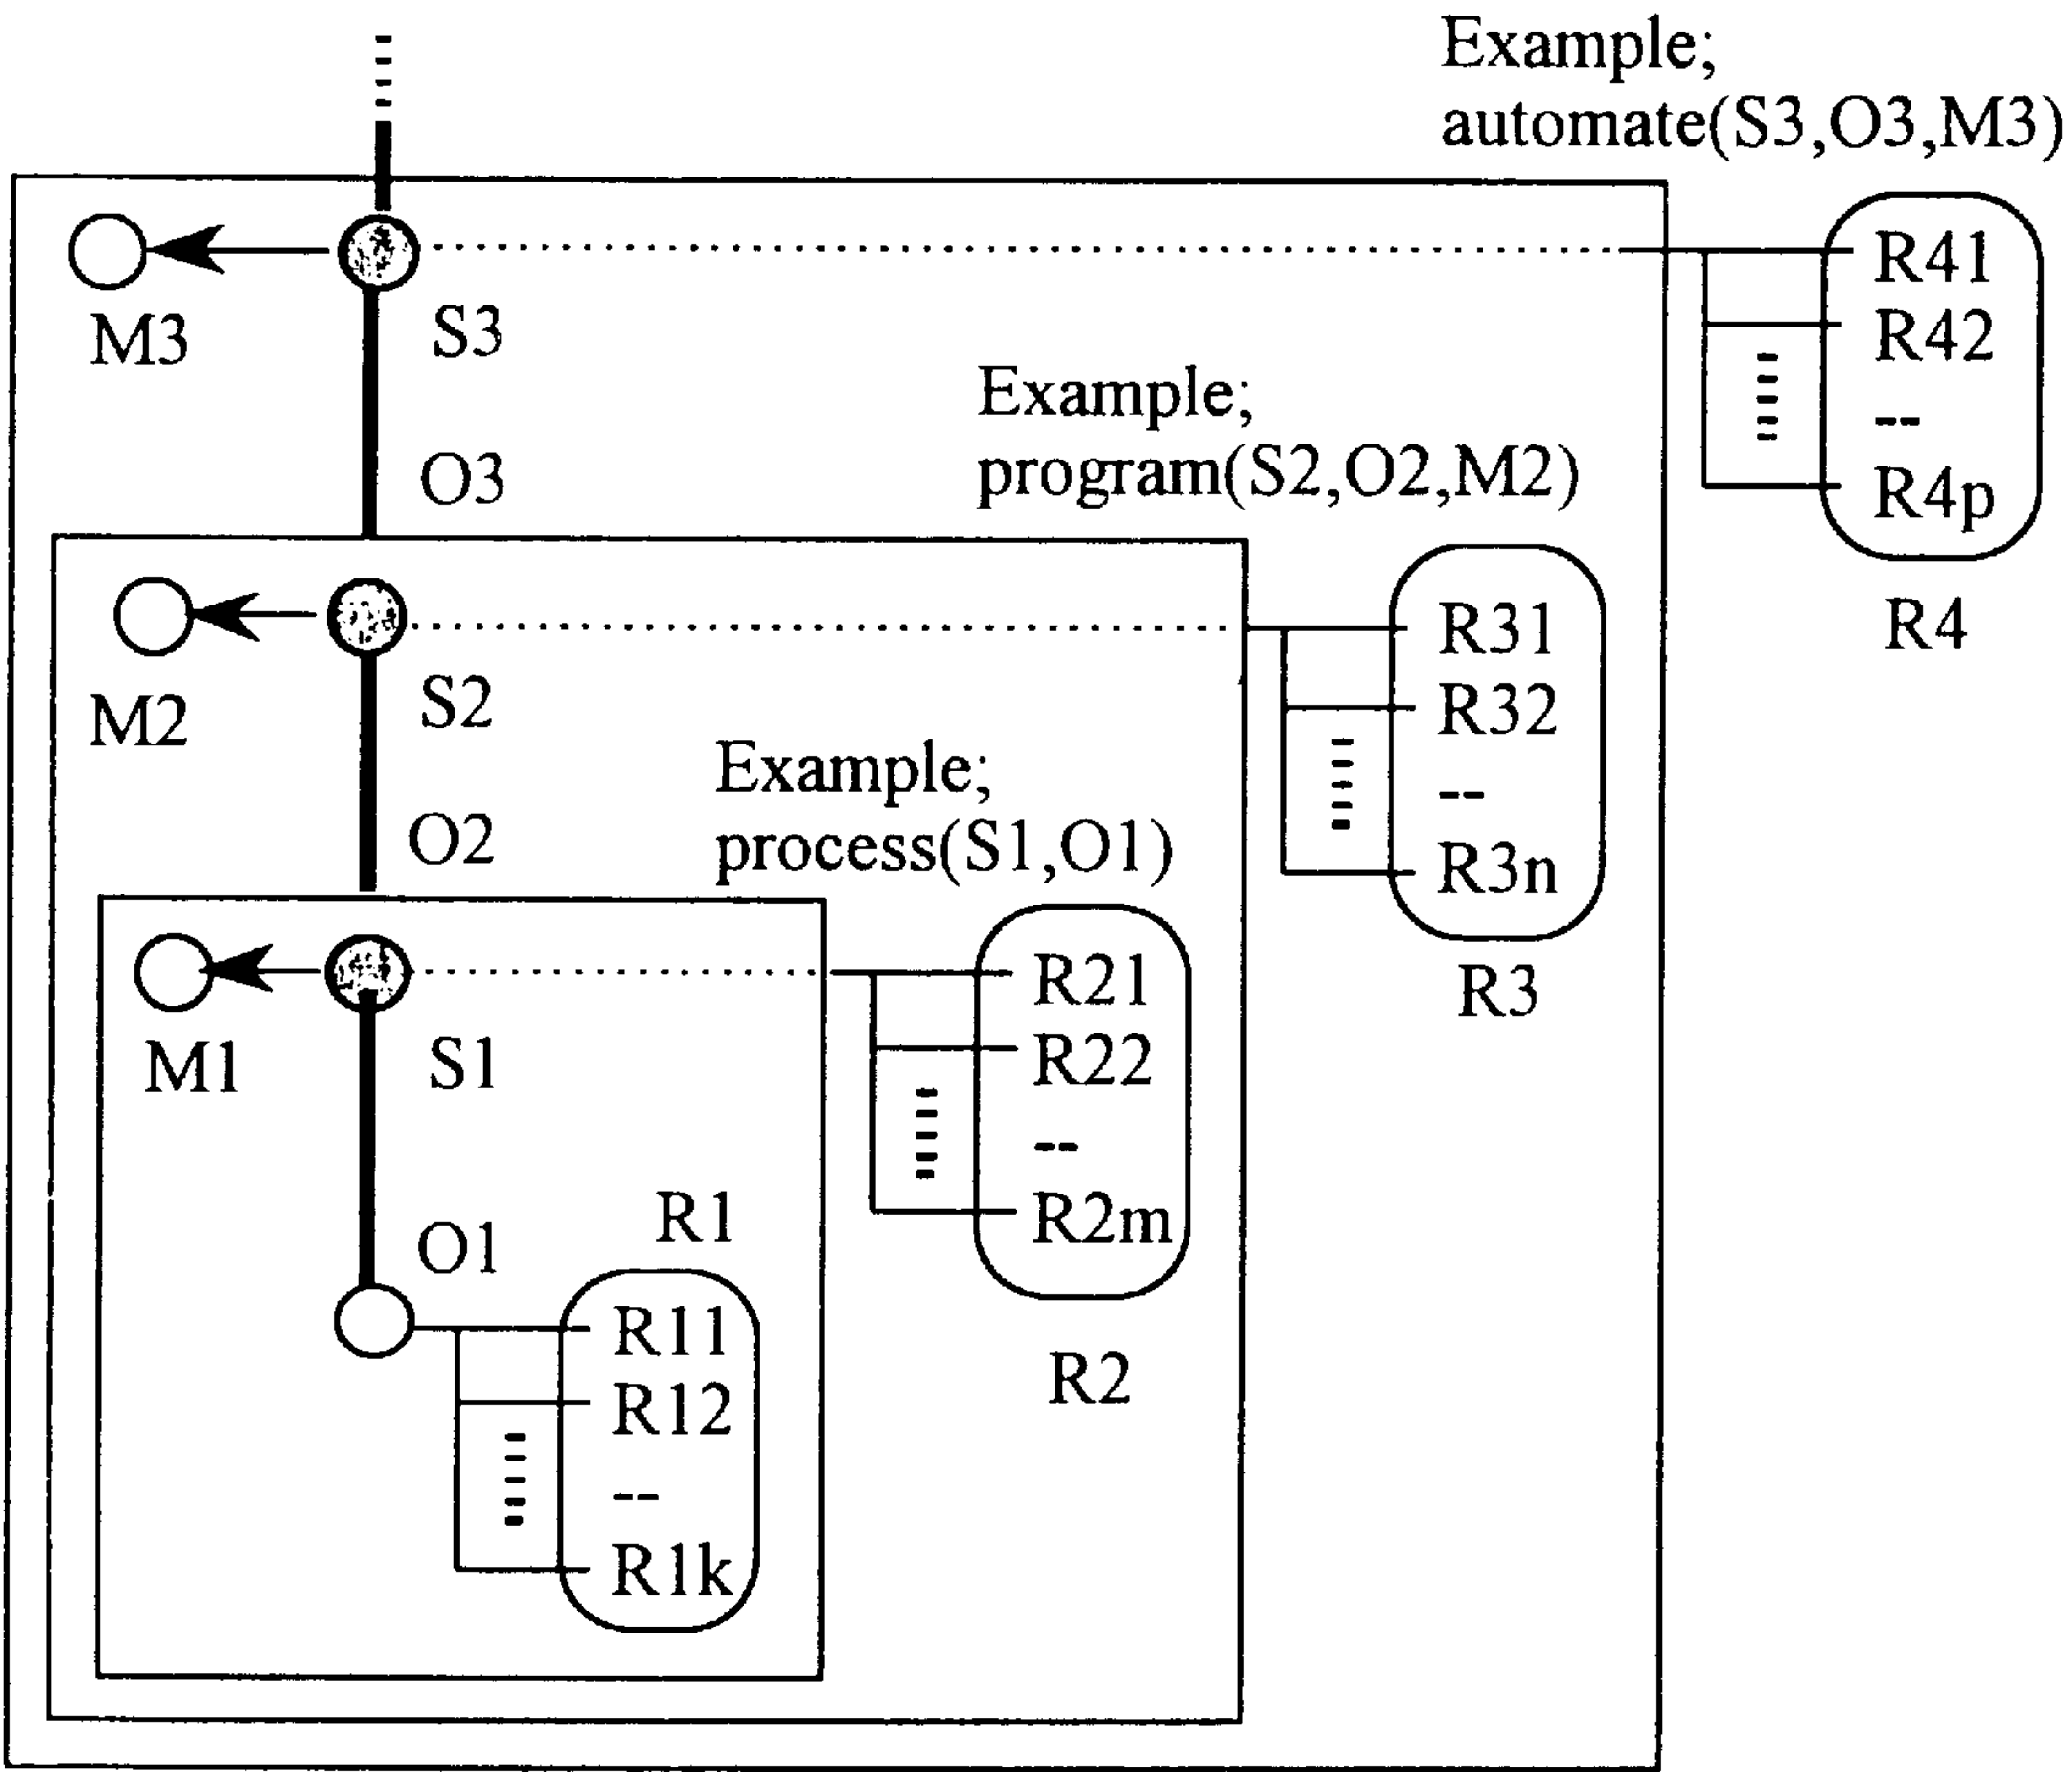 Example;
automate(S3,O3,M3)
M3
S3
R41
R42
--
R4p
R4
O3
Example;
program(S2,O2,M2)
M2
S2
R31
R32
--
R3n
R3
O2
Example;
process(S1,O1)
M1
S1
R21
R22
--
R2m
R2
O1
R1
R11
R12
--
R1k